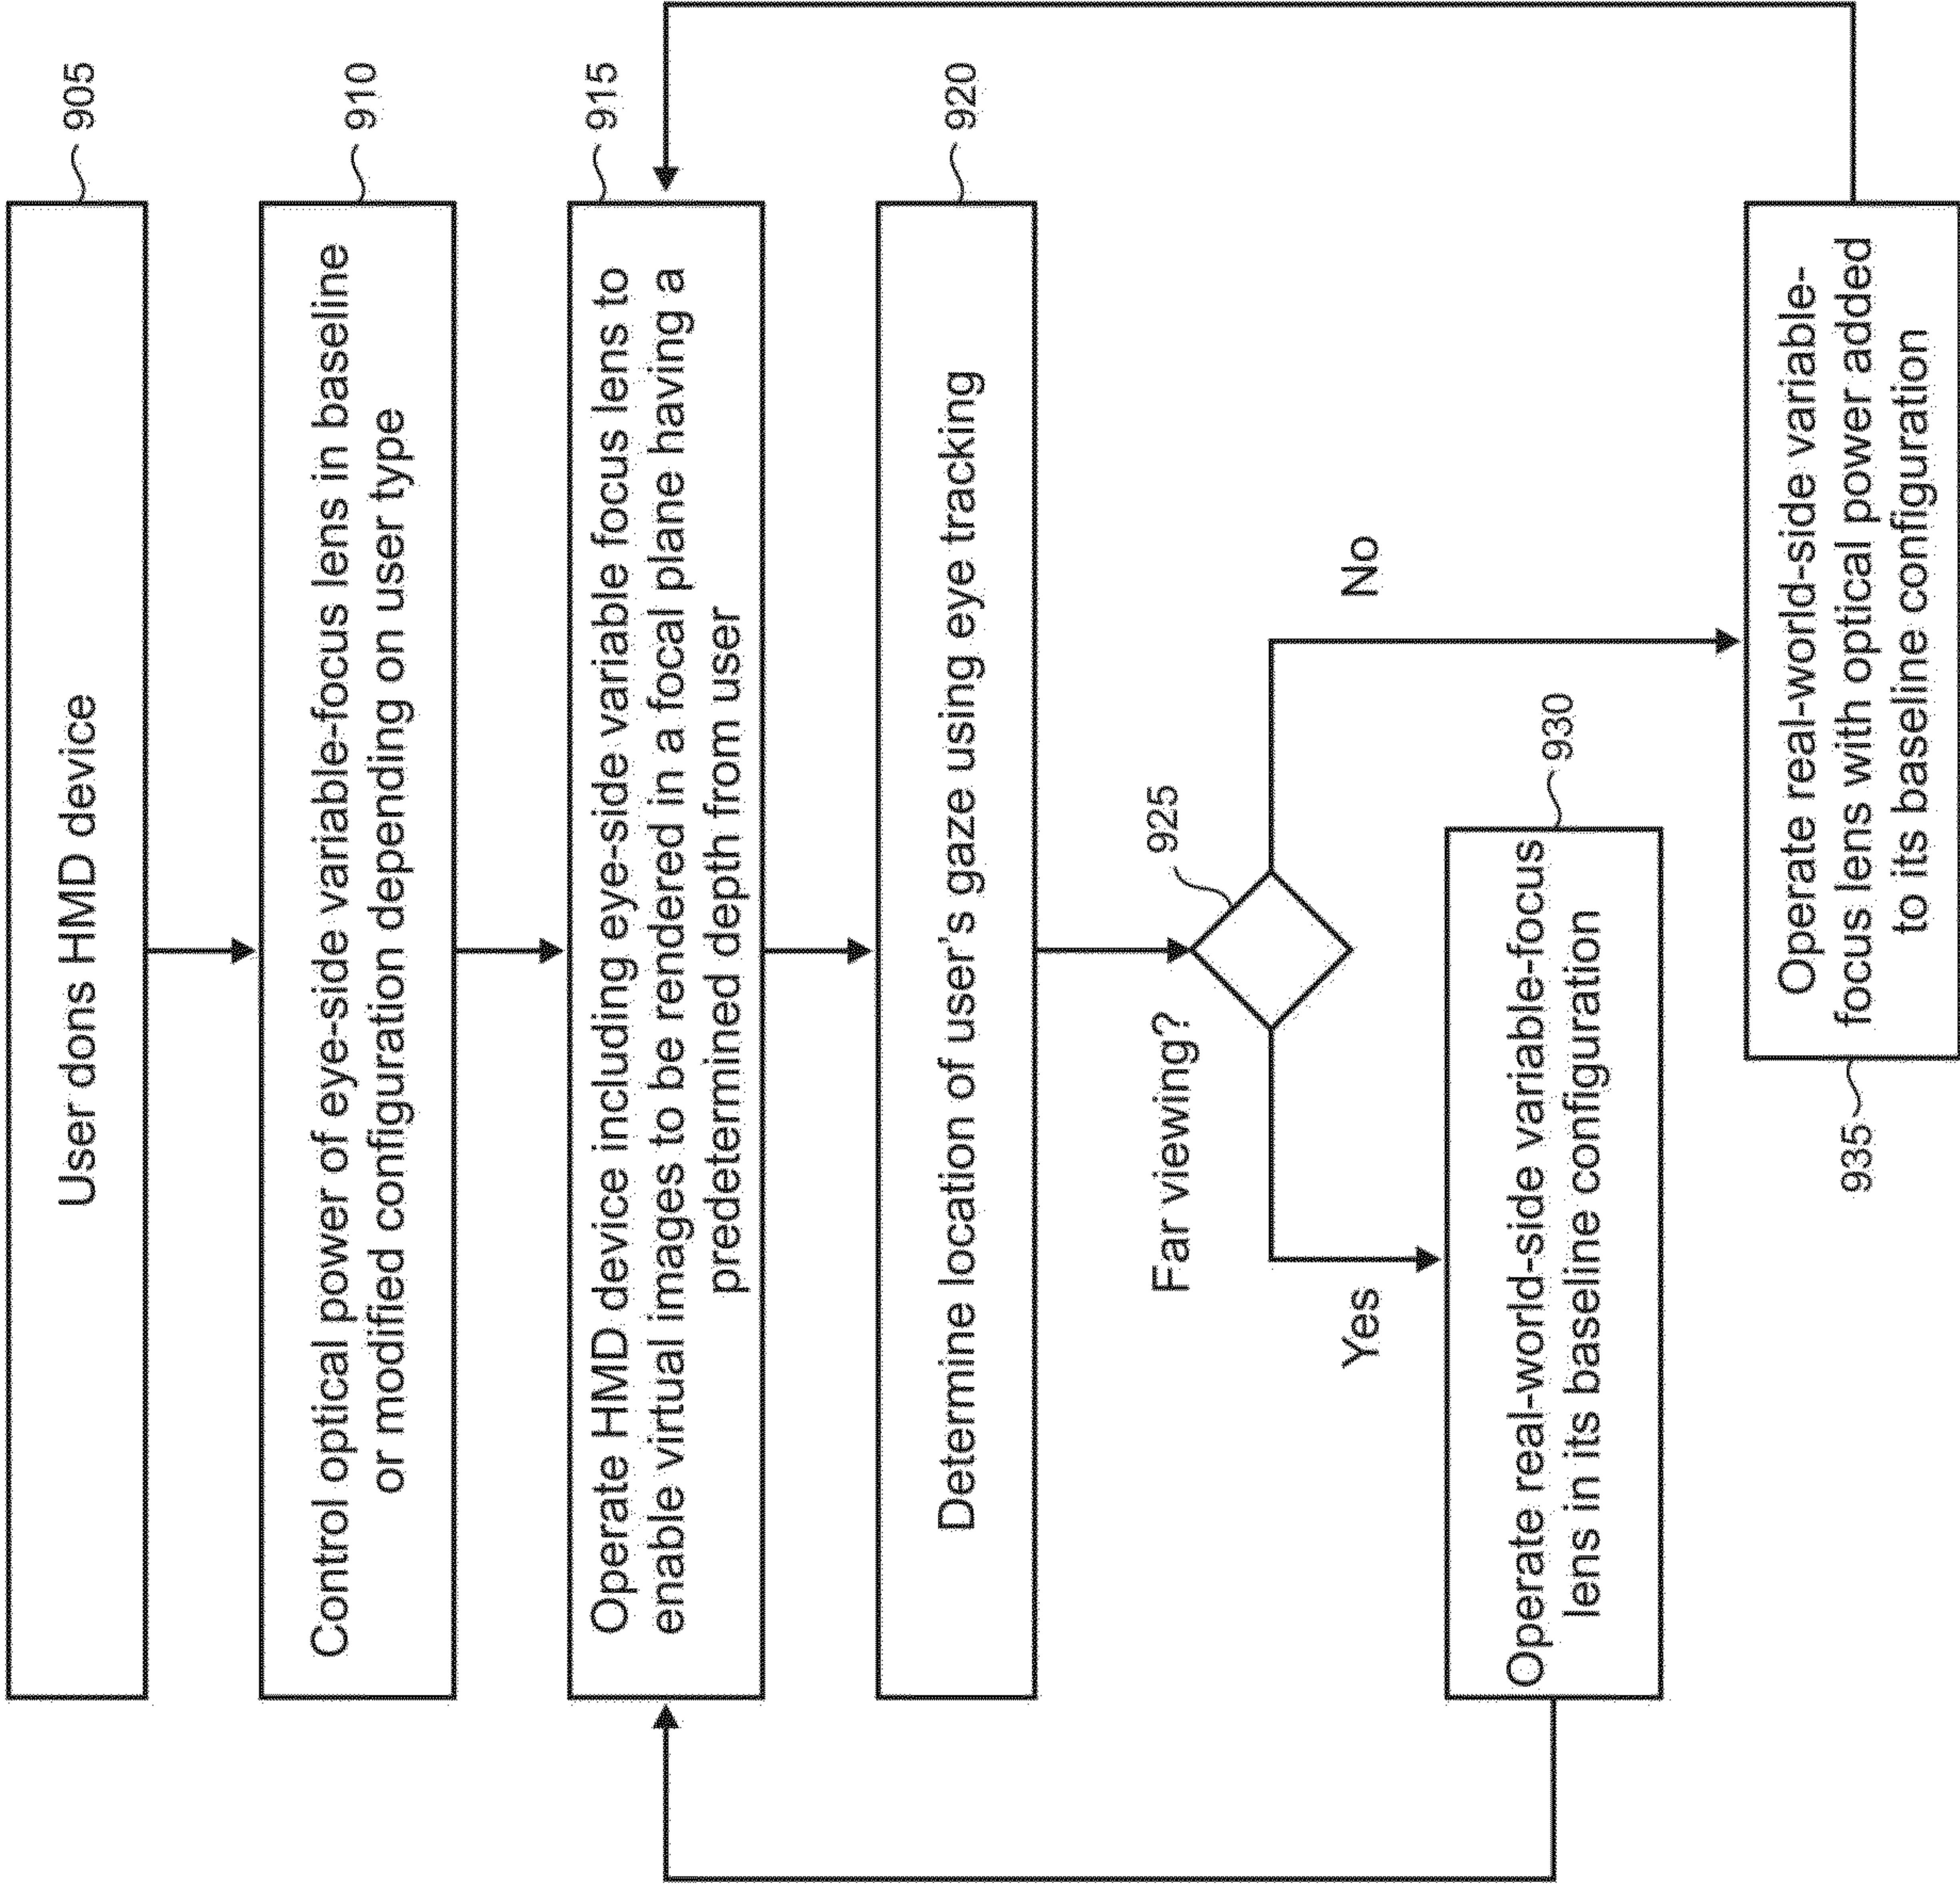 User dons HMD device
905
Control optical power of eye-side variable-focus lens in baseline
or modified configuration depending on user type
910
Operate HMD device including eye-side variable focus lens to
enable virtual images to be rendered in a focal plane having a
predetermined depth from user
915
Determine location of user's gaze using eye tracking
920
Far viewing?
925
Yes
No
Operate real-world-side variable-focus
lens in its baseline configuration
930
Operate real-world-side variable-
focus lens with optical power added
to its baseline configuration
935